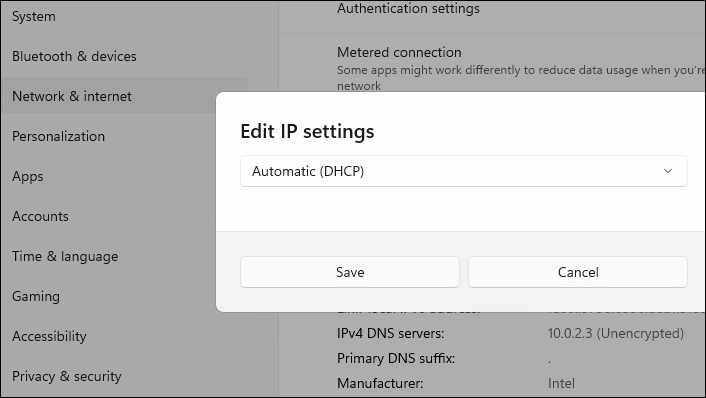 System
Bluetooth & devices
Network & internet
Personalization
Apps
Accounts
Time & language
Gaming
Accessibility
Privacy & security
Authentication settings
Metered connection
Some apps might work differently to reduce data usage when you're
network
Edit IP settings
Automatic (DHCP)
Save
Cancel
IPv4 DNS servers: 10.0.2.3 (Unencrypted)
Primary DNS suffix: .
Manufacturer: Intel